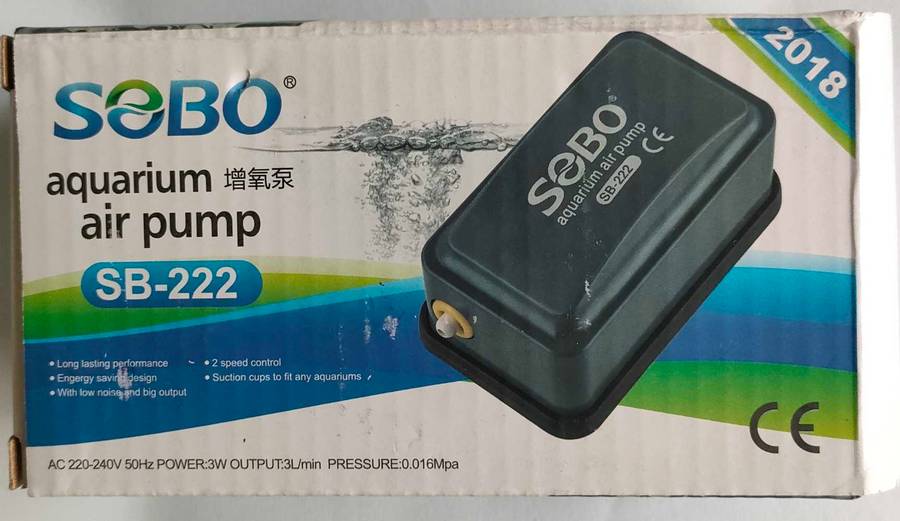 SOBO®
2018
aquarium 增氧泵
air pump
SB-222
SOBO®
aquarium air pump
SB-222 CE
• Long lasting performance
• Engergy saving design
• With low noise and big output
• 2 speed control
• Suction cups to fit any aquariums
CE
AC 220-240V 50Hz POWER:3W OUTPUT:3L/min PRESSURE:0.016Mpa